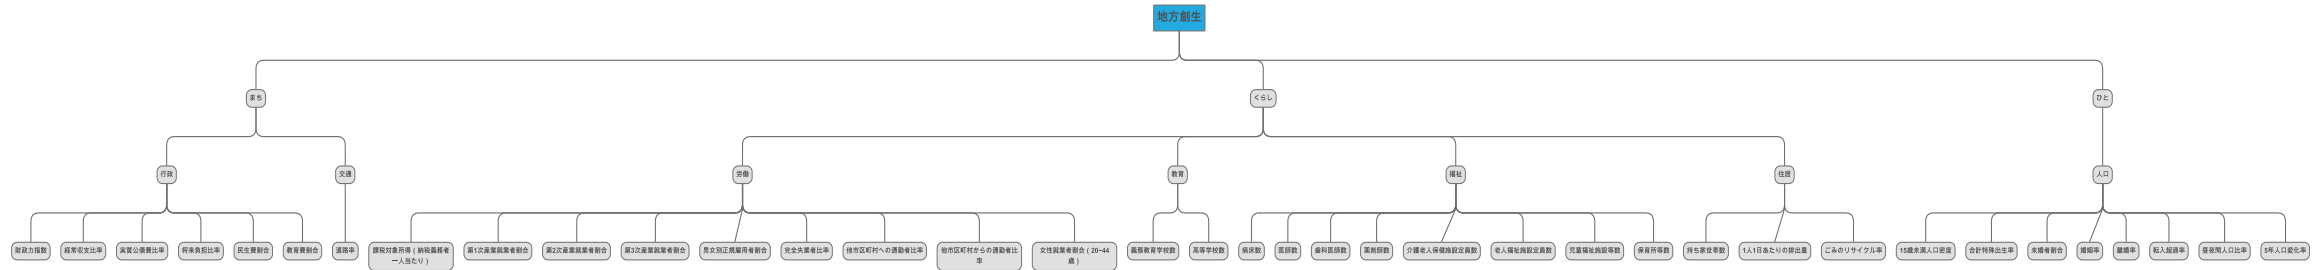 地方創生
まち
くらし
ひと
行政
交通
労働
教育
福祉
住居
人口
財政力指数
経常収支比率
実質公債費比率
将来負担比率
民生費割合
教育費割合
道路率
課税対象所得（納税義務者
一人当たり）
第1次産業就業者割合
第2次産業就業者割合
第3次産業就業者割合
男女別正規雇用者割合
完全失業者比率
他市区町村への通勤者比率
他市区町村からの通勤者比
率
女性就業者割合（20~44
歳）
義務教育学校数
高等学校数
病床数
医師数
歯科医師数
薬剤師数
介護老人保健施設定員数
老人福祉施設定員数
児童福祉施設等数
保育所等数
持ち家世帯数
1人1日あたりの排出量
ごみのリサイクル率
15歳未満人口密度
合計特殊出生率
未婚者割合
婚姻率
離婚率
転入超過率
昼夜間人口比率
5年人口変化率